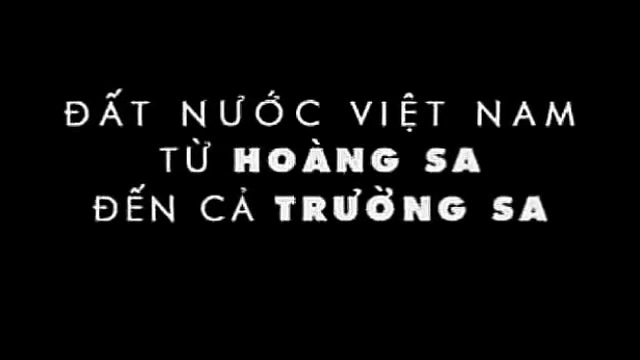 ĐẤT NƯỚC VIỆT NAM
TỪ HOÀNG SA
ĐẾN CẢ TRƯỜNG SA